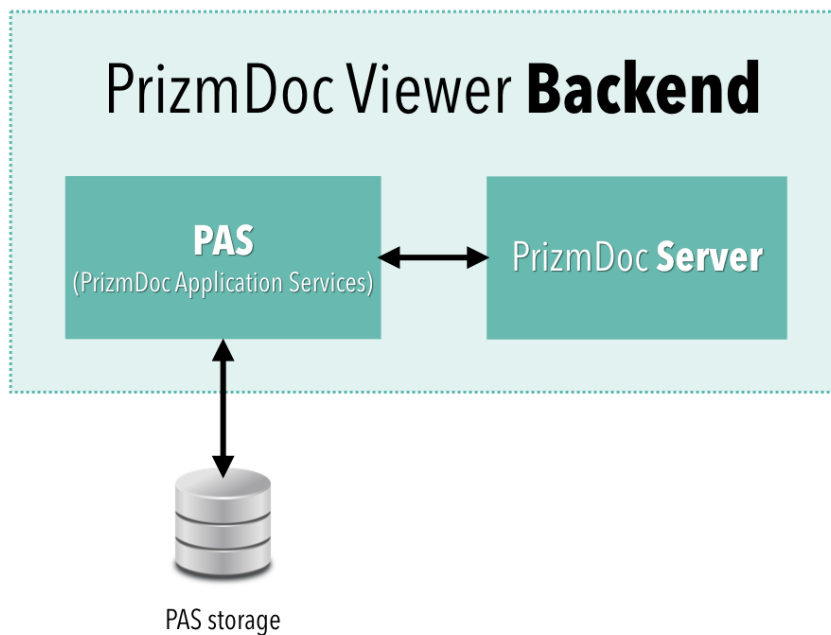 PrizmDoc Viewer Backend
PAS
(PrizmDoc Application Services)
PrizmDoc Server
PAS storage